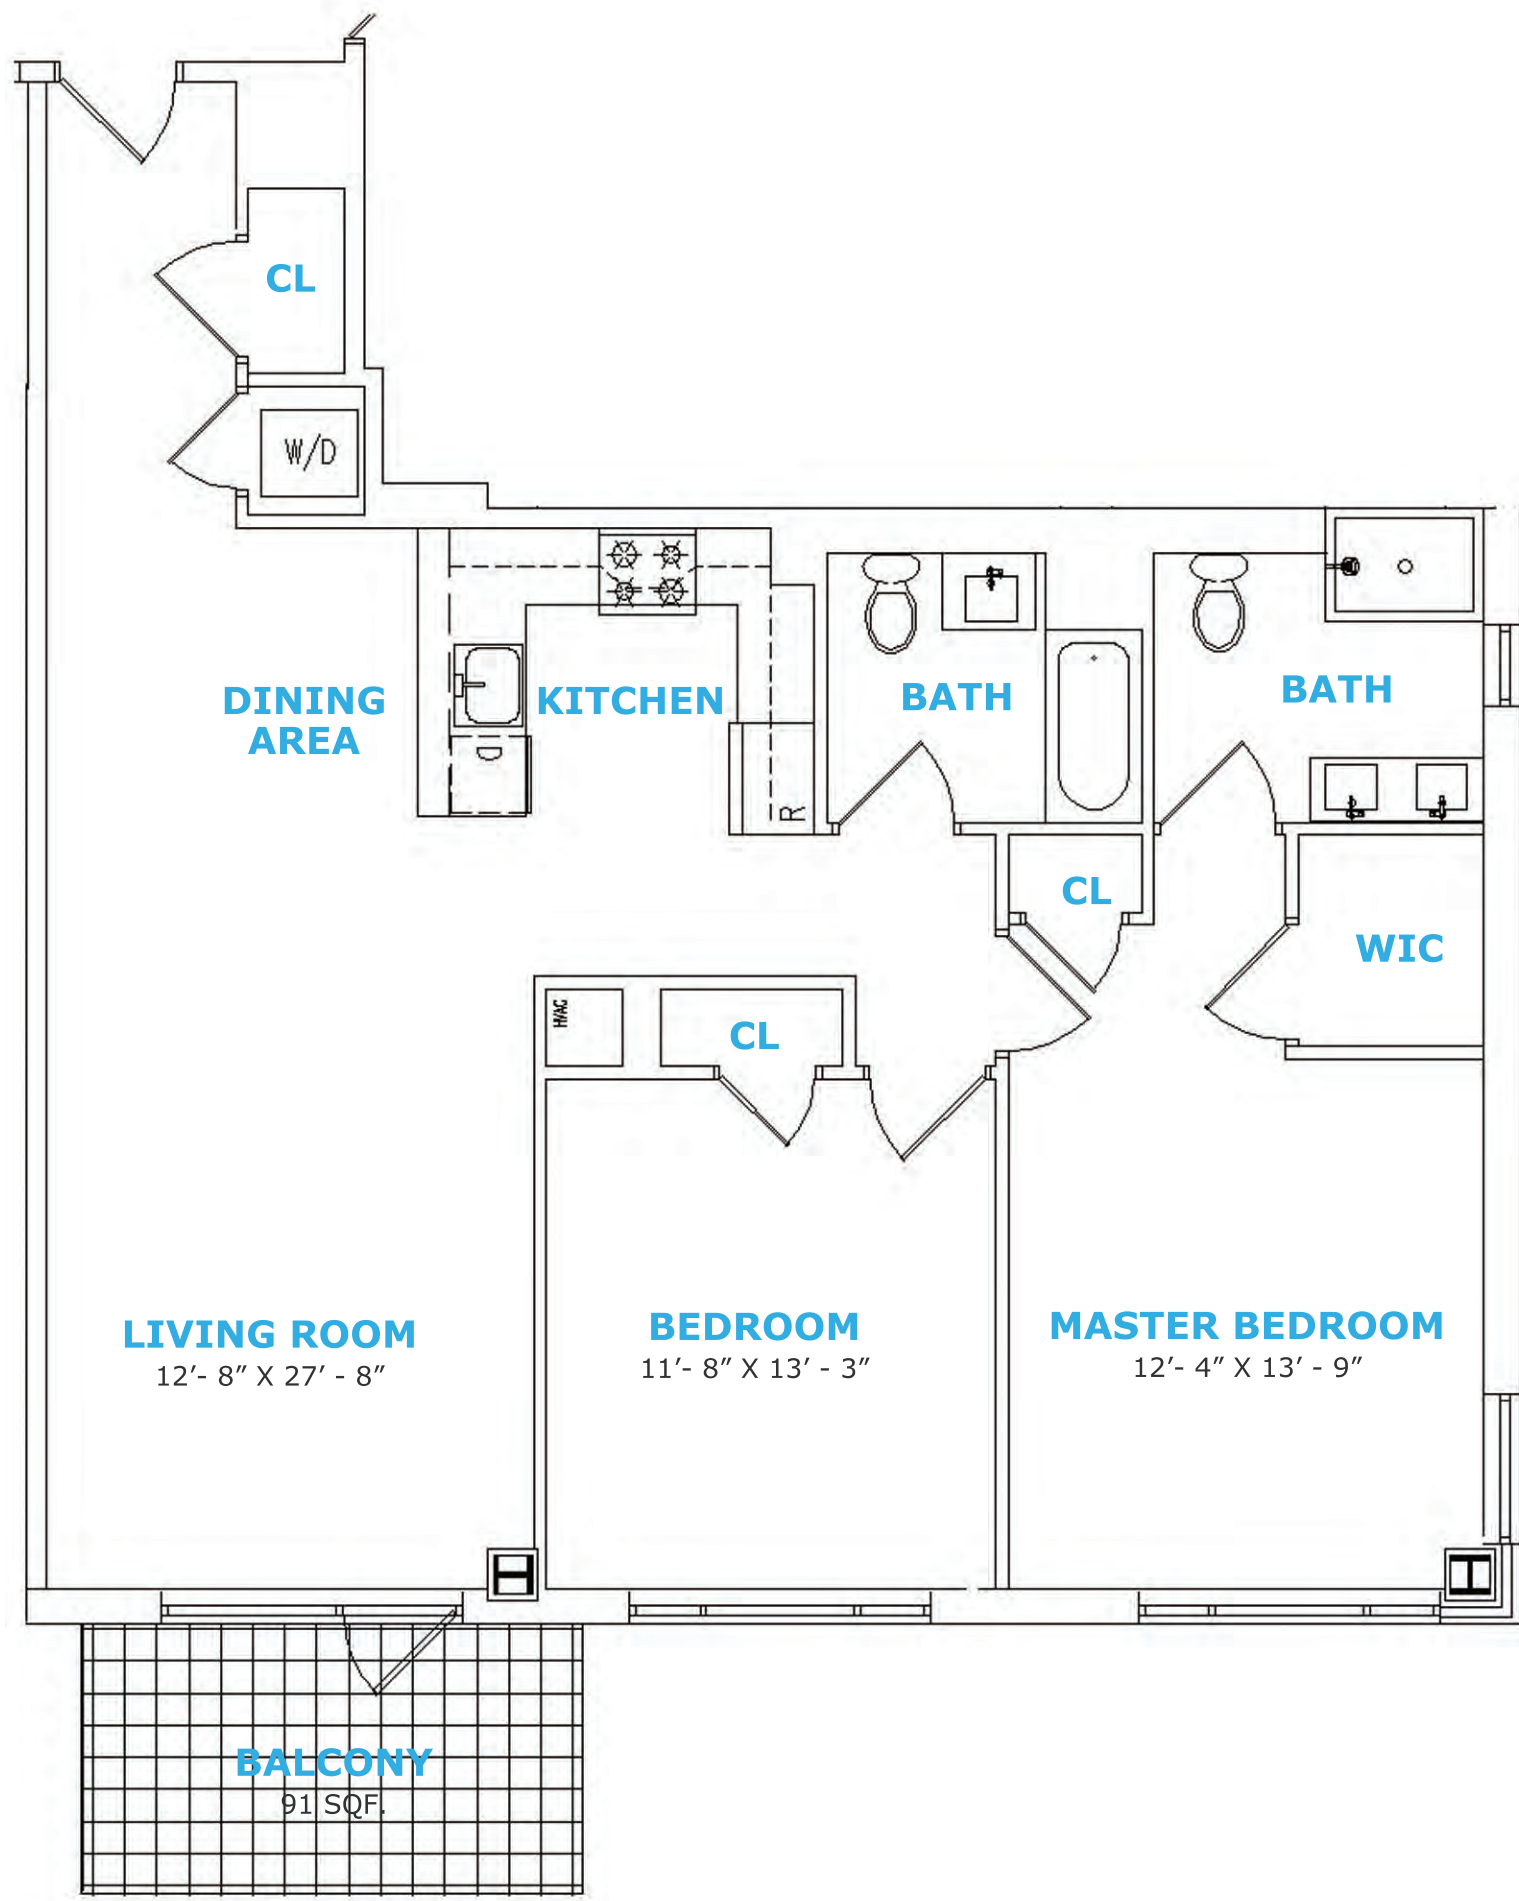 CL
W/D
DINING
AREA
KITCHEN
BATH
BATH
R
CL
WIC
HVAC
CL
LIVING ROOM
12’- 8” X 27’ - 8”
BEDROOM
11’- 8” X 13’ - 3”
MASTER BEDROOM
12’- 4” X 13’ - 9”
BALCONY
91 SQF.